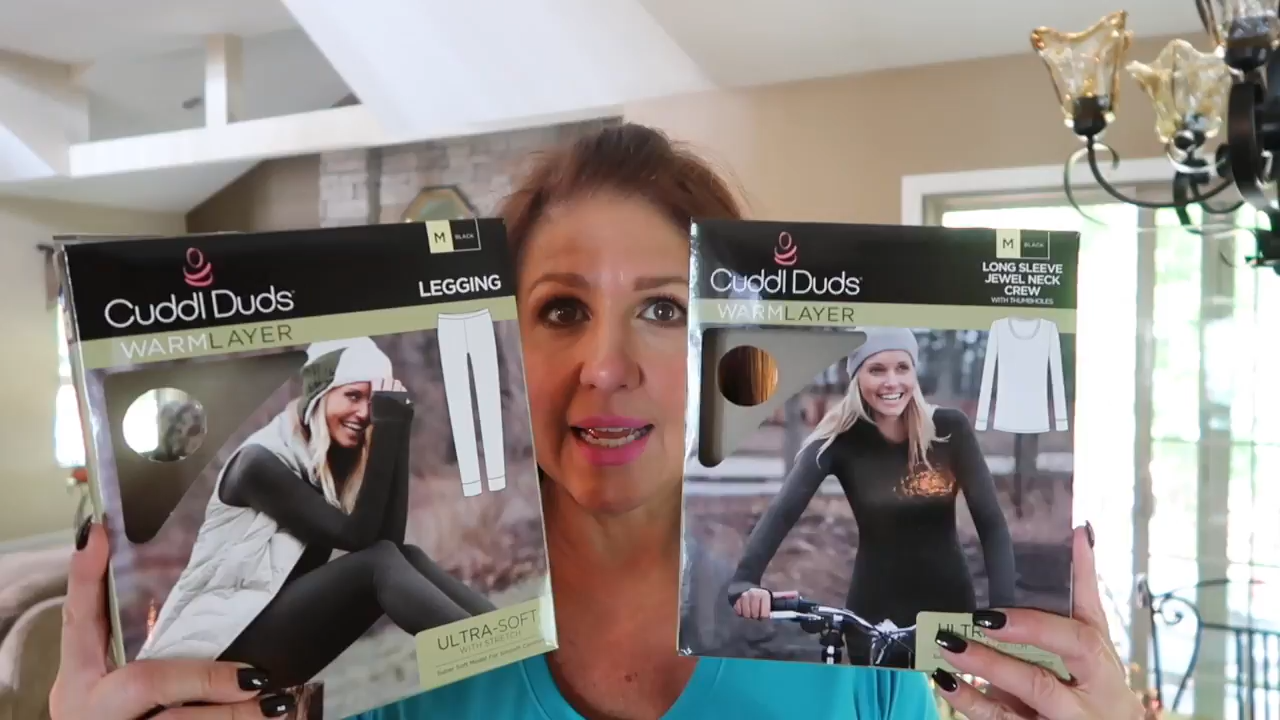 M BLACK
Cuddl Duds
LEGGING
WARMLAYER
ULTRA-SOFT
WITH STRETCH
M BLACK
Cuddl Duds
LONG SLEEVE
JEWEL NECK
CREW
WITH THUMBHOLES
WARMLAYER